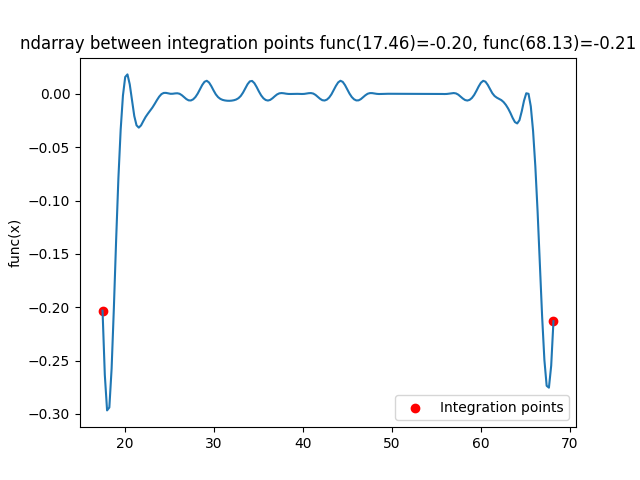 ndarray between integration points func(17.46)=-0.20, func(68.13)=-0.21
0.00
−0.05
−0.10
−0.15
−0.20
−0.25
−0.30
func(x)
Integration points
20 30 40 50 60 70